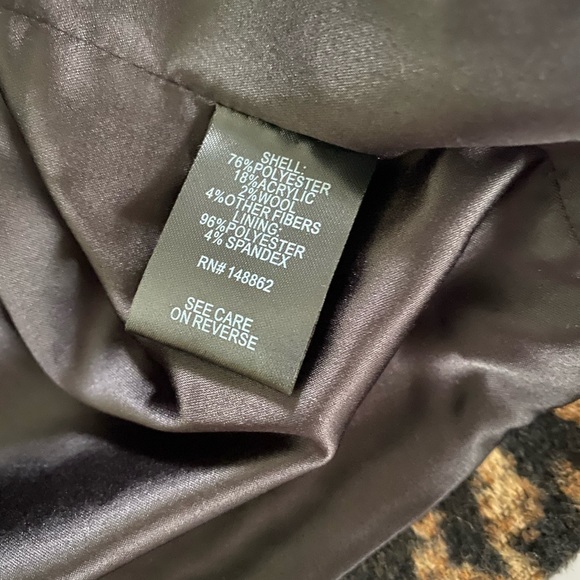 SHELL:
76%POLYESTER
18%ACRYLIC
2%WOOL
4%OTHER FIBERS
LINING:
96%POLYESTER
4% SPANDEX
RN# 148862
SEE CARE
ON REVERSE